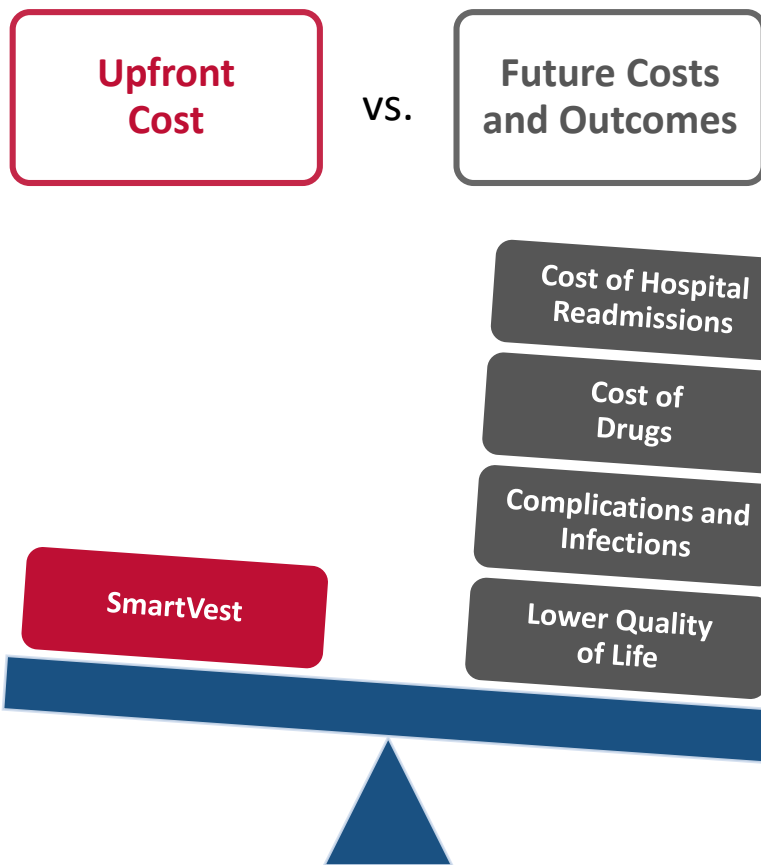 Upfront
Cost
vs.
Future Costs
and Outcomes
Cost of Hospital
Readmissions
Cost of
Drugs
Complications and
Infections
Lower Quality
of Life
SmartVest